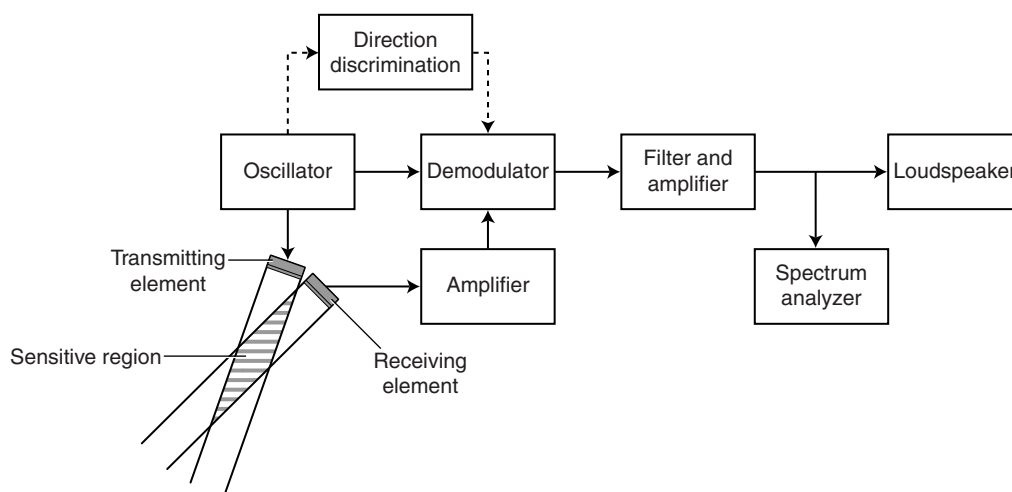 Direction
discrimination
Oscillator
Demodulator
Filter and
amplifier
Loudspeaker
Transmitting
element
Amplifier
Spectrum
analyzer
Sensitive region
Receiving
element